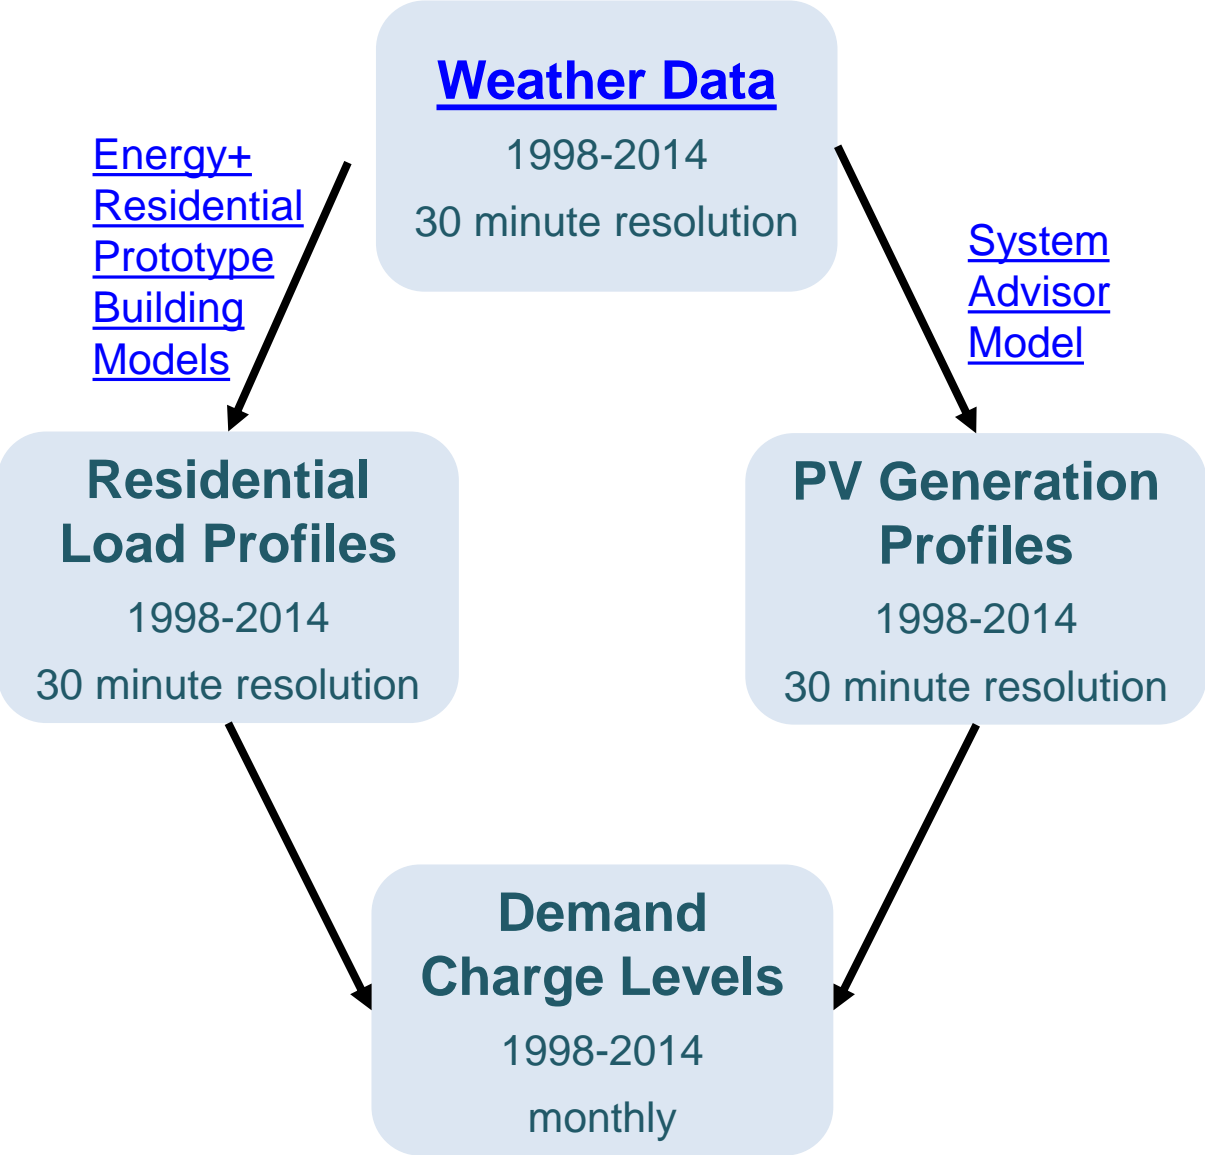 Weather Data
1998-2014
30 minute resolution
Energy+
Residential
Prototype
Building
Models
System
Advisor
Model
Residential
Load Profiles
1998-2014
30 minute resolution
PV Generation
Profiles
1998-2014
30 minute resolution
Demand
Charge Levels
1998-2014
monthly